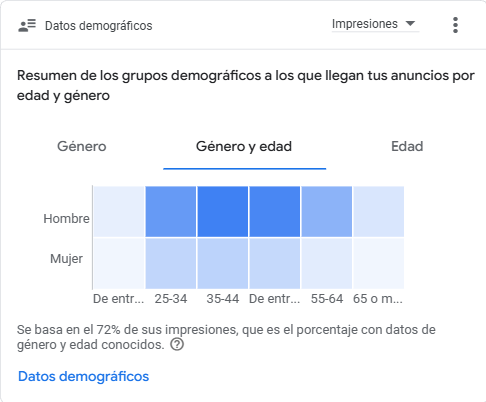 Datos demográficos
Impresiones
Resumen de los grupos demográficos a los que llegan tus anuncios por
edad y género
Género
Género y edad
Edad
Hombre
Mujer
De entr... 25-34 35-44 De entr... 55-64 65 o m...
Se basa en el 72% de sus impresiones, que es el porcentaje con datos de
género y edad conocidos. ?
Datos demográficos